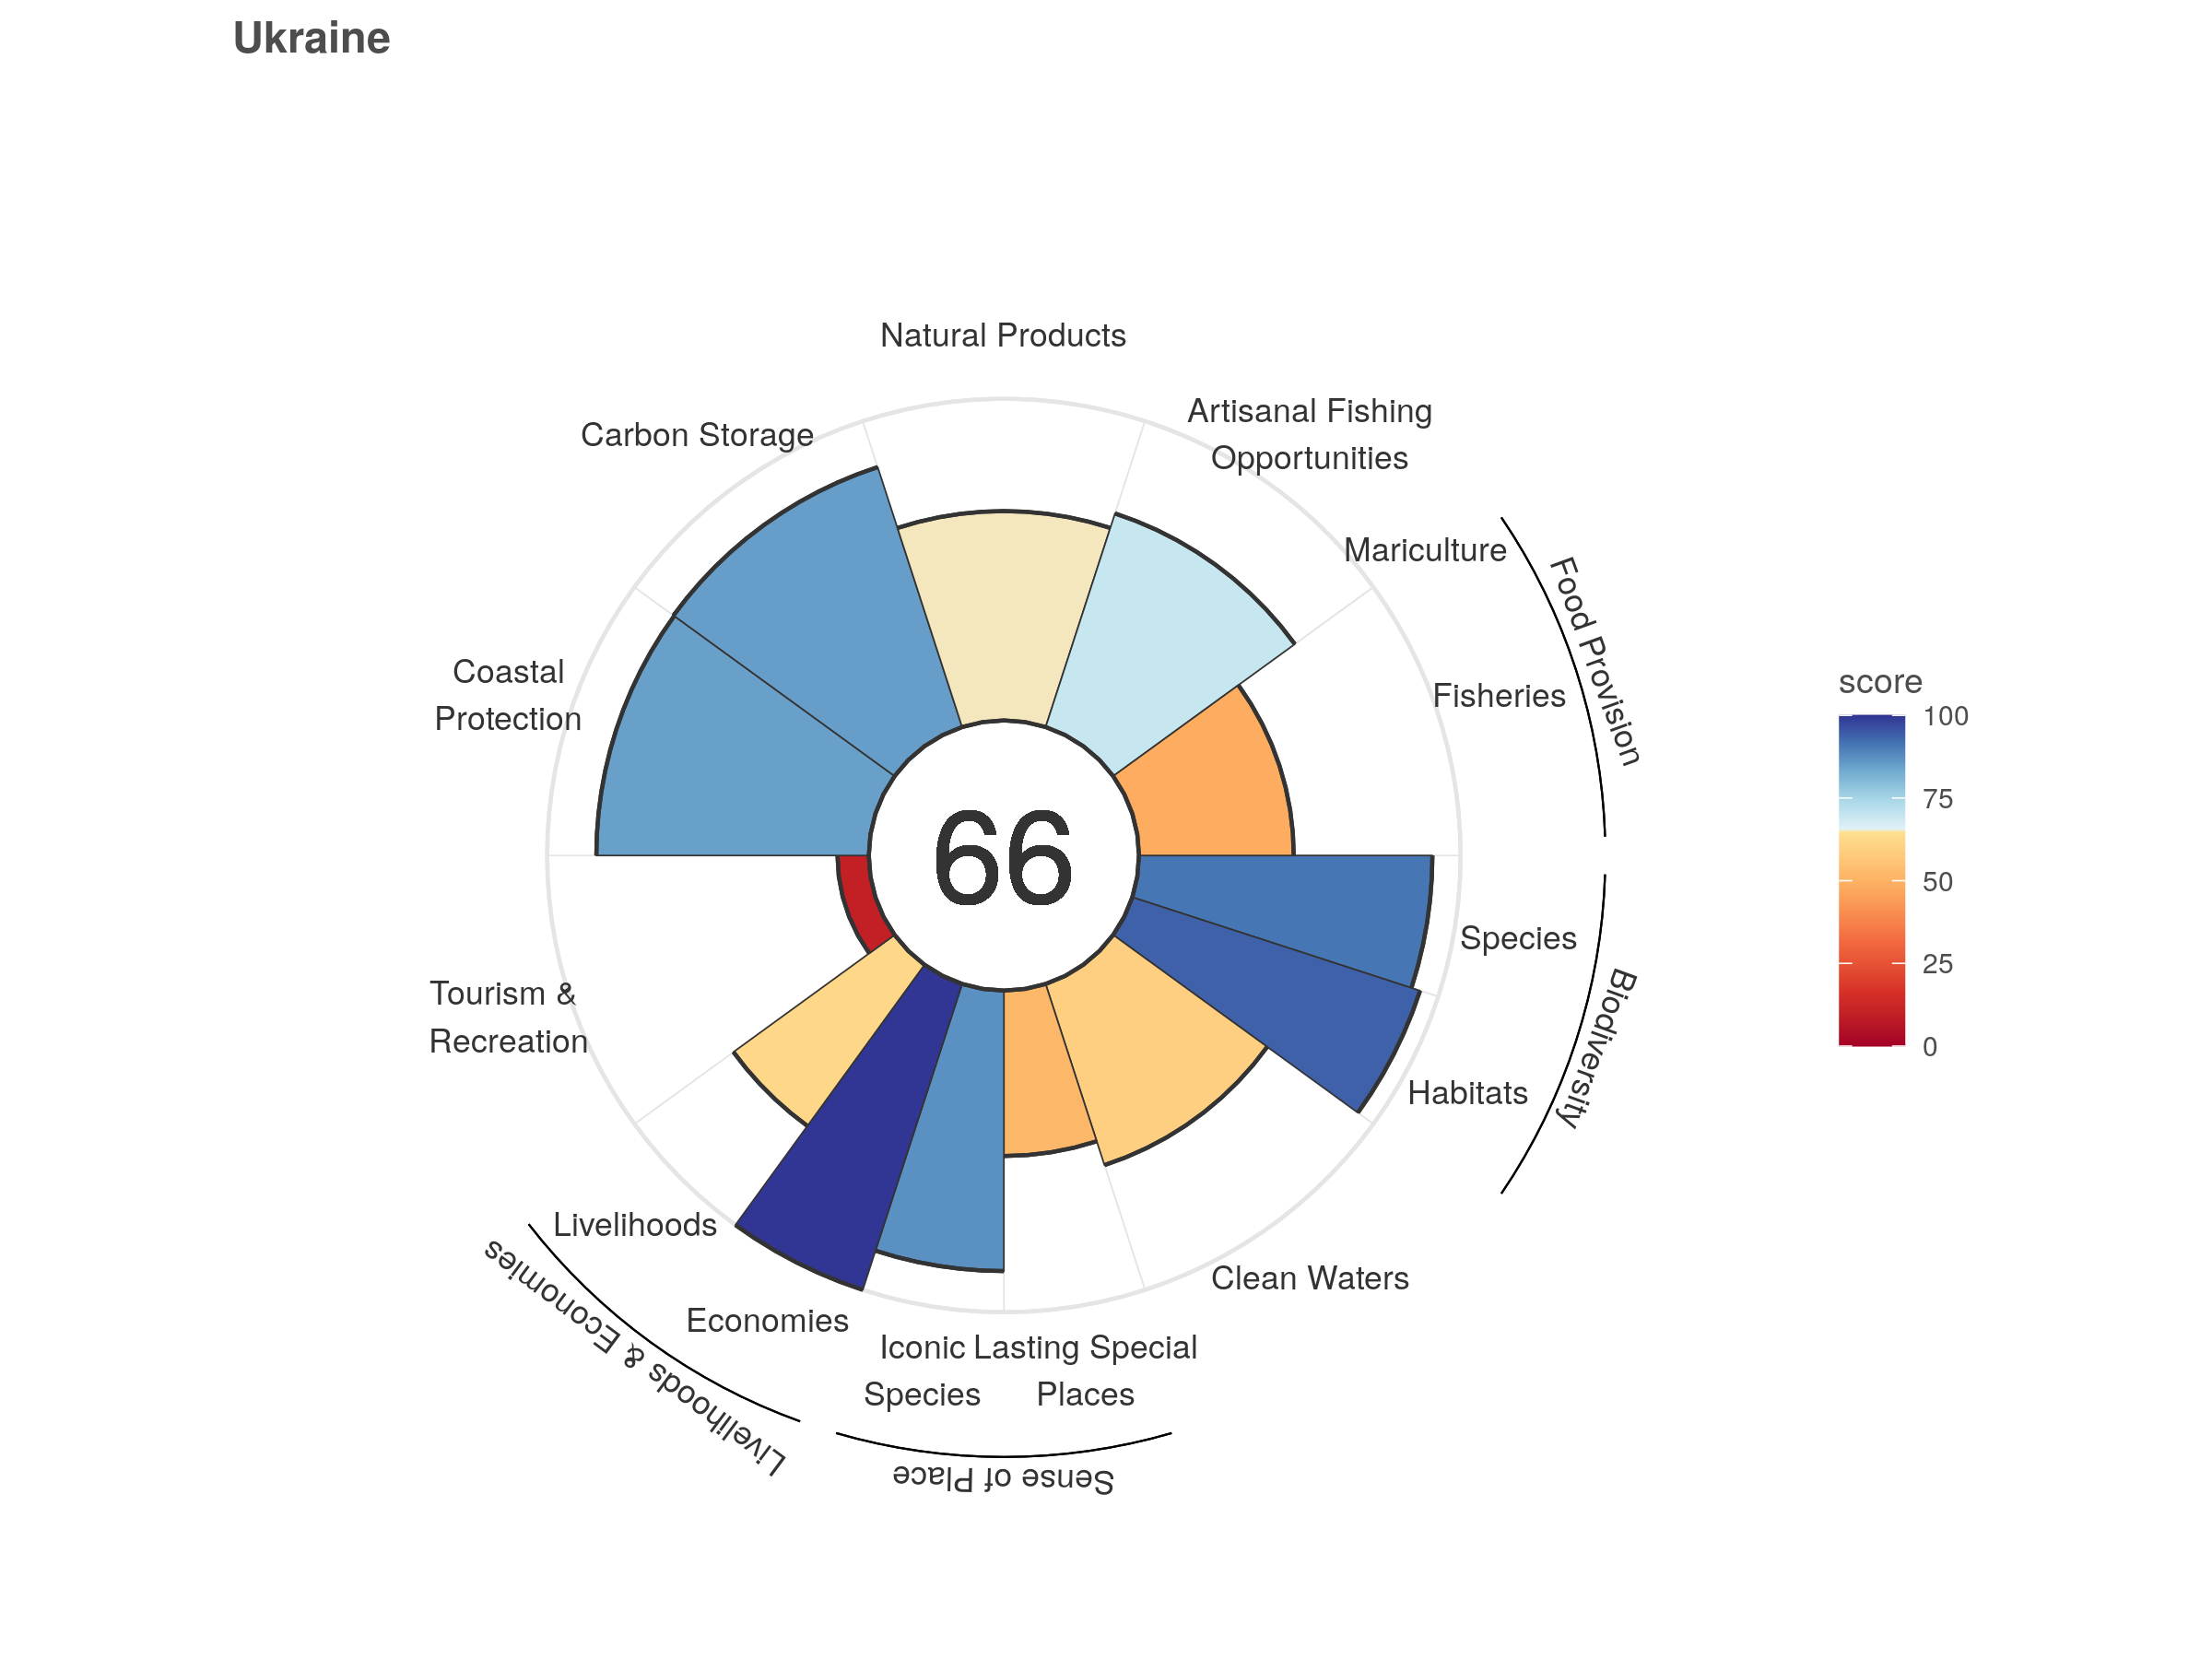 Ukraine
Natural Products
Artisanal Fishing
Opportunities
Carbon Storage
Mariculture
Food Provision
Fisheries
Coastal
Protection
score
100
75
50
25
0
66
Species
Biodiversity
Habitats
Tourism &
Recreation
Livelihoods
Livelihoods & Economies
Economies
Clean Waters
Iconic
Species
Lasting Special
Places
Sense of Place